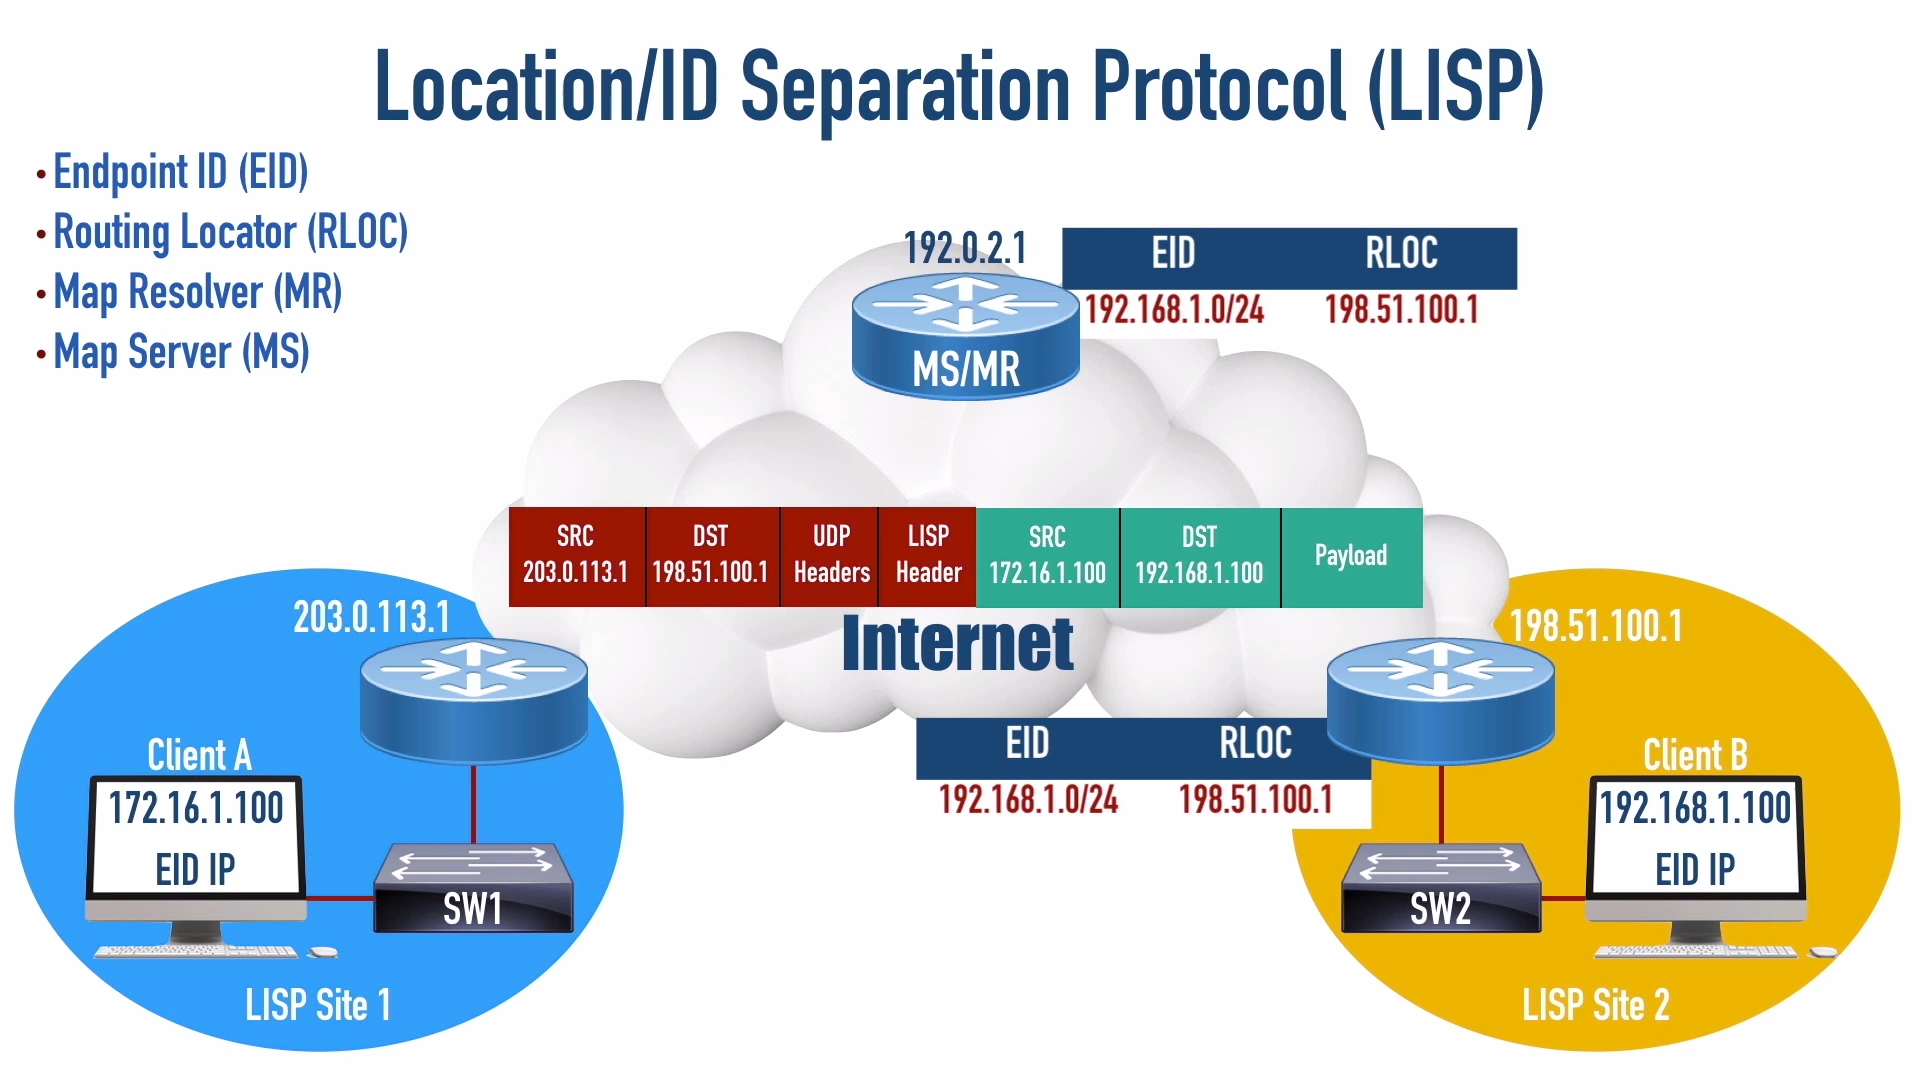 Location/ID Separation Protocol (LISP)
• Endpoint ID (EID)
• Routing Locator (RLOC)
• Map Resolver (MR)
• Map Server (MS)
192.0.2.1
MS/MR
EID RLOC
192.168.1.0/24 198.51.100.1
SRC DST UDP LISP SRC DST Payload
203.0.113.1 198.51.100.1 Headers Header 172.16.1.100 192.168.1.100
Internet
203.0.113.1
198.51.100.1
EID RLOC
192.168.1.0/24 198.51.100.1
Client A
172.16.1.100
EID IP
SW1
LISP Site 1
Client B
192.168.1.100
EID IP
SW2
LISP Site 2